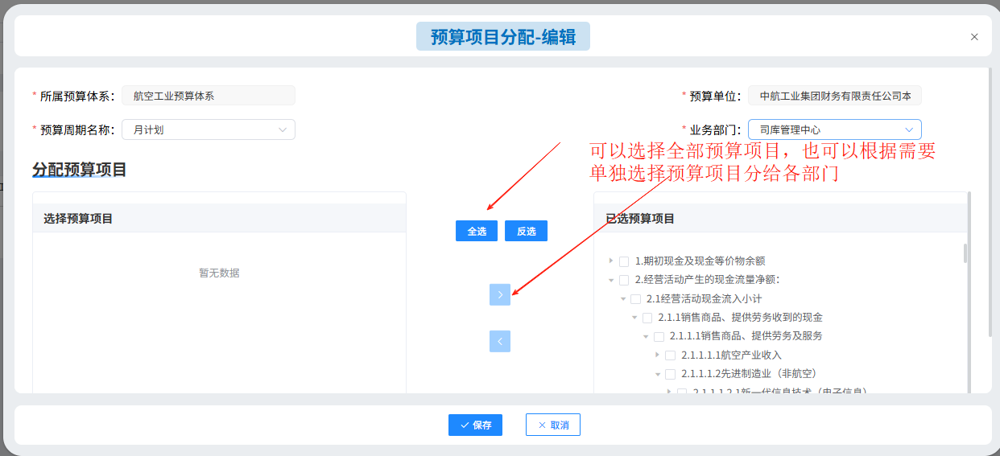 预算项目分配-编辑
* 所属预算体系： 航空工业预算体系
* 预算单位： 中航工业集团财务有限责任公司本
* 预算周期名称： 月计划
* 业务部门： 司库管理中心
可以选择全部预算项目，也可以根据需要
单独选择预算项目分给各部门
分配预算项目
选择预算项目
全选 反选
已选预算项目
暂无数据
1.期初现金及现金等价物余额
2.经营活动产生的现金流量净额：
2.1经营活动现金流入小计
2.1.1销售商品、提供劳务收到的现金
2.1.1.1销售商品、提供劳务及服务
2.1.1.1.1航空产业收入
2.1.1.1.2先进制造业（非航空）
2.1.1.1.2.1新一代信息技术（电子信息）
保存 取消